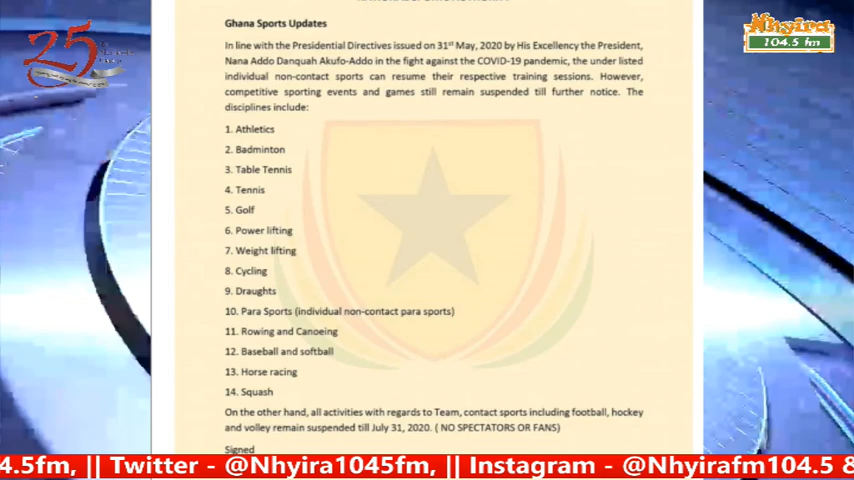 Ghana Sports Updates
In line with the Presidential Directives issued on 31st May, 2020 by His Excellency the President,
Nana Addo Danquah Akufo-Addo in the fight against the COVID-19 pandemic, the under listed
individual non-contact sports can resume their respective training sessions. However,
competitive sporting events and games still remain suspended till further notice. The
disciplines include:
1. Athletics
2. Badminton
3. Table Tennis
4. Tennis
5. Golf
6. Power lifting
7. Weight lifting
8. Cycling
9. Draughts
10. Para Sports (individual non-contact para sports)
11. Rowing and Canoeing
12. Baseball and softball
13. Horse racing
14. Squash
On the other hand, all activities with regards to Team, contact sports including football, hockey
and volley remain suspended till July 31, 2020. ( NO SPECTATORS OR FANS)
Signed
25
Nhyira
104.5 fm
4.5fm, || Twitter - @Nhyira1045fm, || Instagram - @Nhyirafm104.5 &